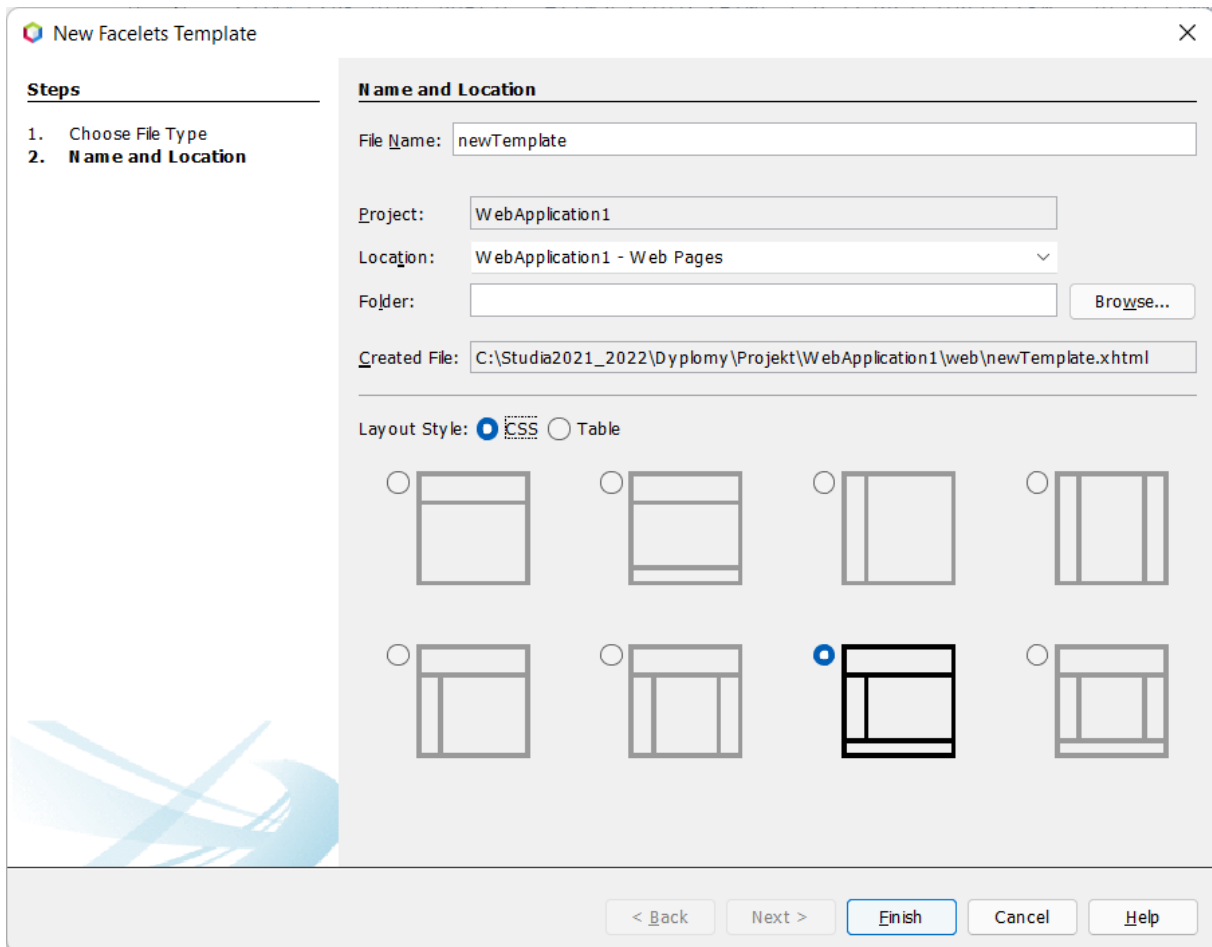 New Facelets Template
Steps
1. Choose File Type
2. Name and Location
Name and Location
File Name: newTemplate
Project: WebApplication1
Location: WebApplication1 - Web Pages
Folder: Browse...
Created File: C:\Studia2021_2022\Dyplomy\Projekt\WebApplication1\web\newTemplate.xhtml
Layout Style: CSS Table
< Back Next > Finish Cancel Help